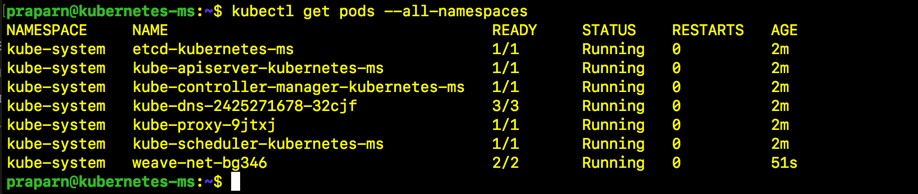 praparn@kubernetes-ms:~$ kubectl get pods --all-namespaces
NAMESPACE NAME READY STATUS RESTARTS AGE
kube-system etcd-kubernetes-ms 1/1 Running 0 2m
kube-system kube-apiserver-kubernetes-ms 1/1 Running 0 2m
kube-system kube-controller-manager-kubernetes-ms 1/1 Running 0 2m
kube-system kube-dns-2425271678-32cjf 3/3 Running 0 2m
kube-system kube-proxy-9jtxj 1/1 Running 0 2m
kube-system kube-scheduler-kubernetes-ms 1/1 Running 0 2m
kube-system weave-net-bg346 2/2 Running 0 51s
praparn@kubernetes-ms:~$